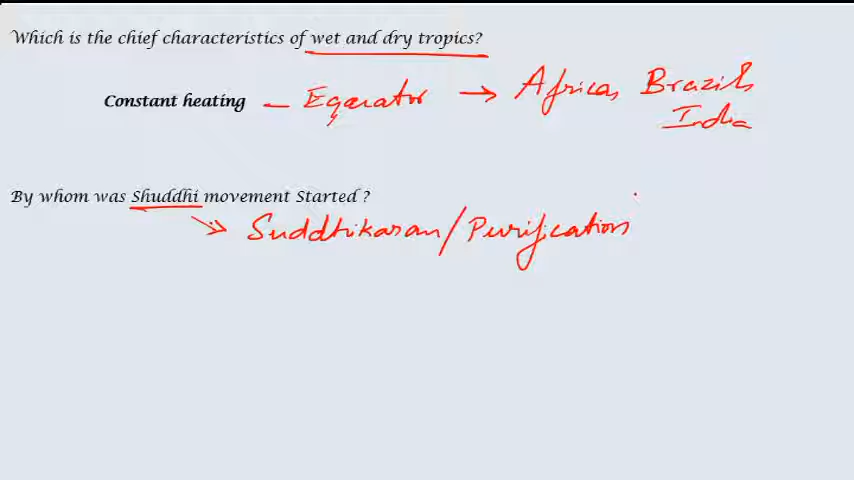 Which is the chief characteristics of wet and dry tropics?
Constant heating - Equator → Africa, Brazil,
India
By whom was Shuddhi movement Started ?
Suddhikaran/Purification